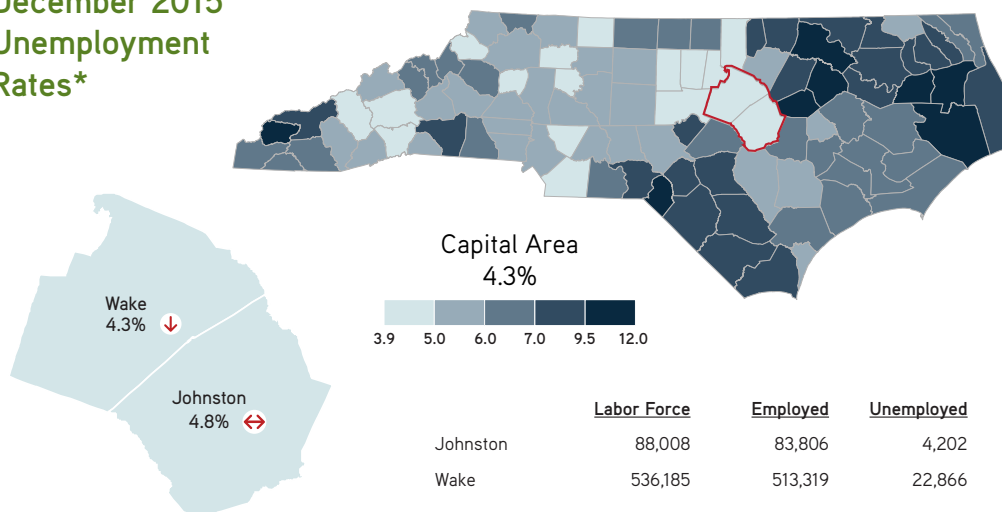 December 2015
Unemployment
Rates*
Capital Area
4.3%
3.9 5.0 6.0 7.0 9.5 12.0
Wake
4.3%
Johnston
4.8%
Labor Force Employed Unemployed
Johnston 88,008 83,806 4,202
Wake 536,185 513,319 22,866